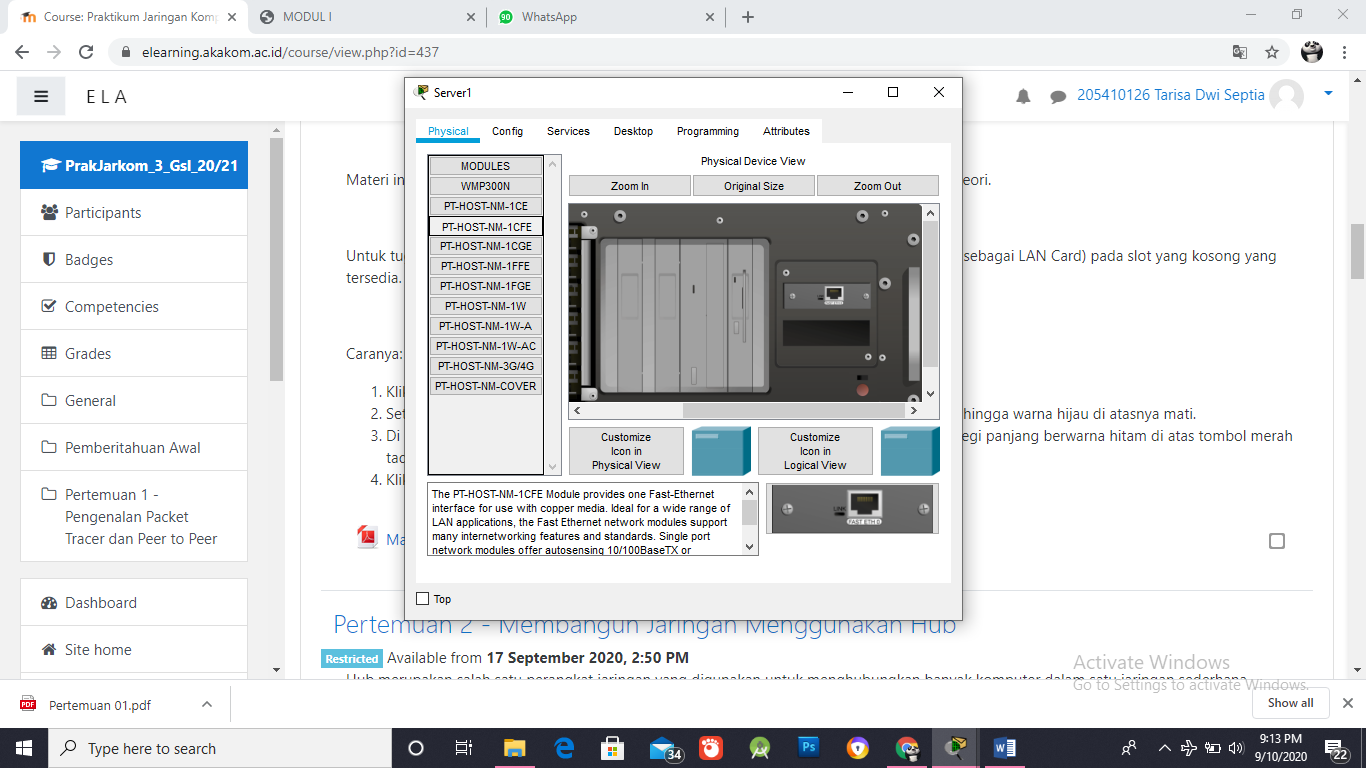 Course: Praktikum Jaringan Kom
MODUL I
90
WhatsApp
elearning.akakom.ac.id/course/view.php?id=437
E L A
205410126 Tarisa Dwi Septia
PrakJarkom_3_Gsl_20/21
Participants
Badges
Competencies
Grades
General
Pemberitahuan Awal
Pertemuan 1 -
Pengenalan Packet
Tracer dan Peer to Peer
Dashboard
Site home
Materi in
eori.
Untuk tu
sebagai LAN Card) pada slot yang kosong yang
tersedia.
Caranya:
1. Kli
2. Set
hingga warna hijau di atasnya mati.
3. Di
egi panjang berwarna hitam di atas tombol merah
tad
4. Klik
Ma
Server1
Physical
Config
Services
Desktop
Programming
Attributes
MODULES
WMP300N
PT-HOST-NM-1CE
PT-HOST-NM-1CFE
PT-HOST-NM-1CGE
PT-HOST-NM-1FFE
PT-HOST-NM-1FGE
PT-HOST-NM-1W
PT-HOST-NM-1W-A
PT-HOST-NM-1W-AC
PT-HOST-NM-3G/4G
PT-HOST-NM-COVER
Physical Device View
Zoom In
Original Size
Zoom Out
Customize
Icon in
Physical View
Customize
Icon in
Logical View
The PT-HOST-NM-1CFE Module provides one Fast-Ethernet
interface for use with copper media. Ideal for a wide range of
LAN applications, the Fast Ethernet network modules support
many internetworking features and standards. Single port
network modules offer autosensing 10/100BaseTX or
LINK
FAST ETH 0
Top
Pertemuan 2 - Membangun Jaringan Menggunakan Hub
Restricted Available from 17 September 2020, 2:50 PM
Hub merupakan salah satu perangkat jaringan yang digunakan untuk menghubungkan banyak komputer dalam satu jaringan sederhana
Activate Windows
Go to Settings to activate Windows.
Pertemuan 01.pdf
Show all
Type here to search
34
Ps
9:13 PM
9/10/2020
22